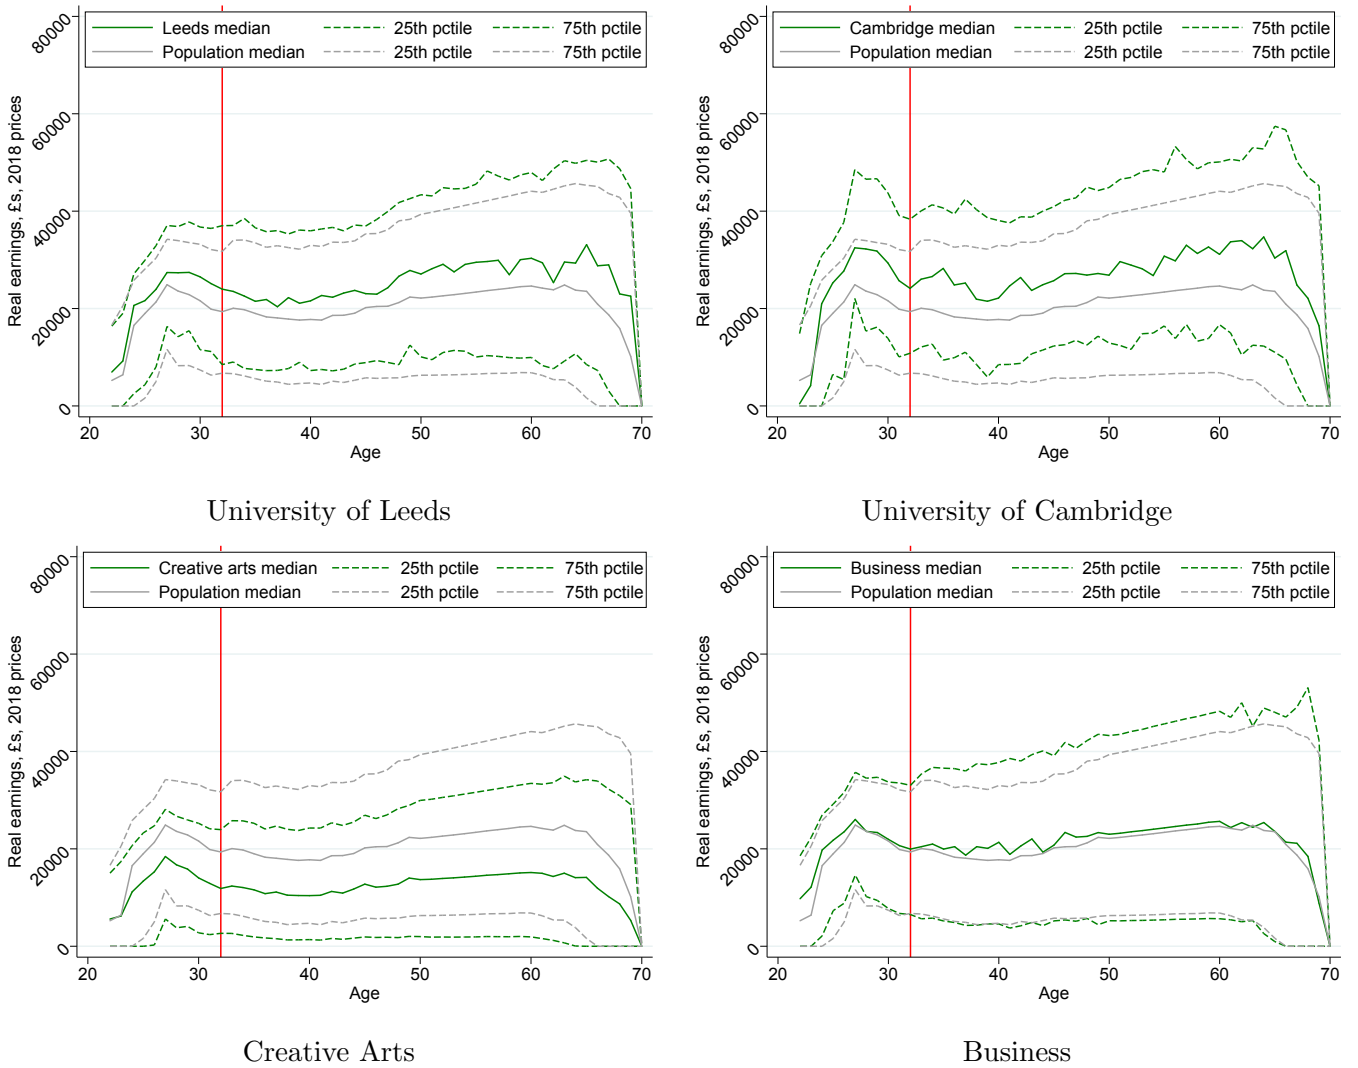 Leeds median 25th pctile 75th pctile
Population median 25th pctile 75th pctile
Real earnings, £s, 2018 prices
80000
60000
40000
20000
0
20 30 40 50 60 70
Age
University of Leeds
Cambridge median 25th pctile 75th pctile
Population median 25th pctile 75th pctile
Real earnings, £s, 2018 prices
80000
60000
40000
20000
0
20 30 40 50 60 70
Age
University of Cambridge
Creative arts median 25th pctile 75th pctile
Population median 25th pctile 75th pctile
Real earnings, £s, 2018 prices
80000
60000
40000
20000
0
20 30 40 50 60 70
Age
Creative Arts
Business median 25th pctile 75th pctile
Population median 25th pctile 75th pctile
Real earnings, £s, 2018 prices
80000
60000
40000
20000
0
20 30 40 50 60 70
Age
Business